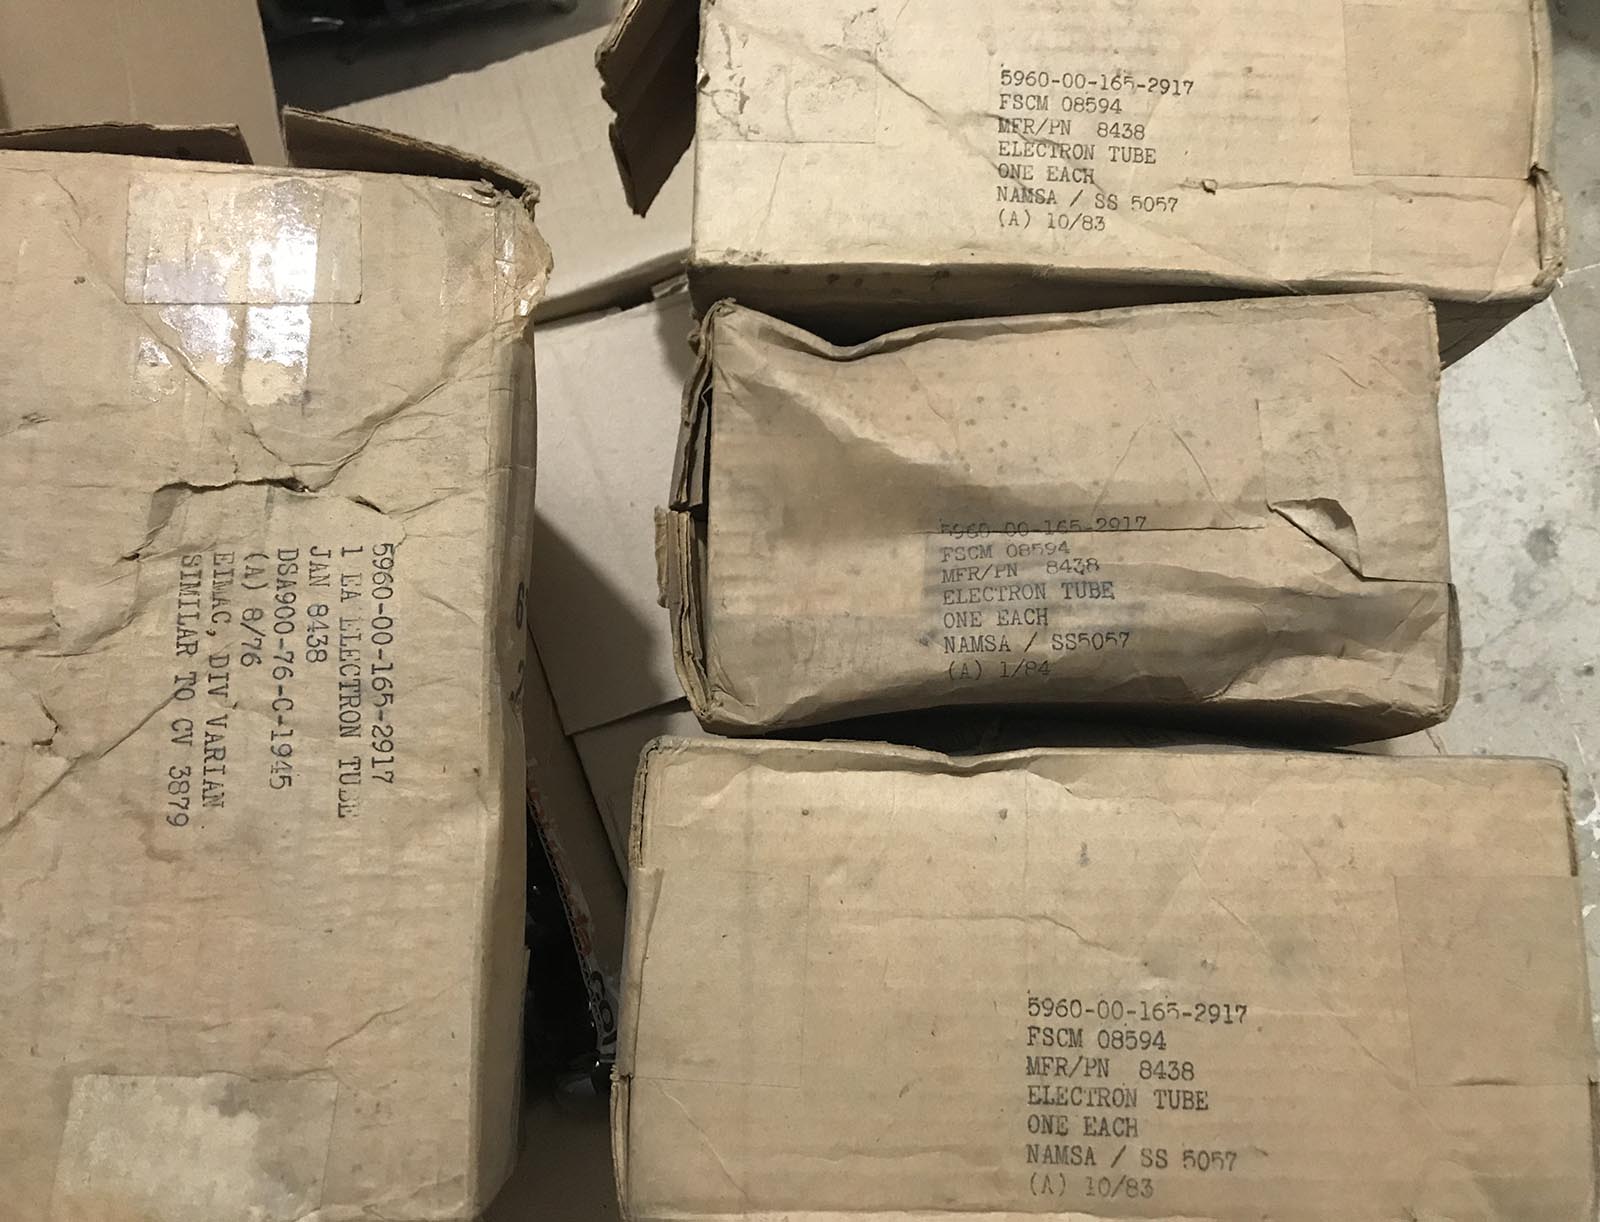 5960-00-165-2917
1 EA ELECTRON TUBE
JAN 8438
DSA900-76-C-1945
(A) 8/76
EIMAC, DIV VARIAN
SIMILAR TO CV 3879
5960-00-165-2917
FSCM 08594
MFR/PN 8438
ELECTRON TUBE
ONE EACH
NAMSA / SS 5057
(A) 10/83
5960-00-165-2917
FSCM 08594
MFR/PN 8438
ELECTRON TUBE
ONE EACH
NAMSA / SS5057
(A) 1/84
5960-00-165-2917
FSCM 08594
MFR/PN 8438
ELECTRON TUBE
ONE EACH
NAMSA / SS 5057
(A) 10/83